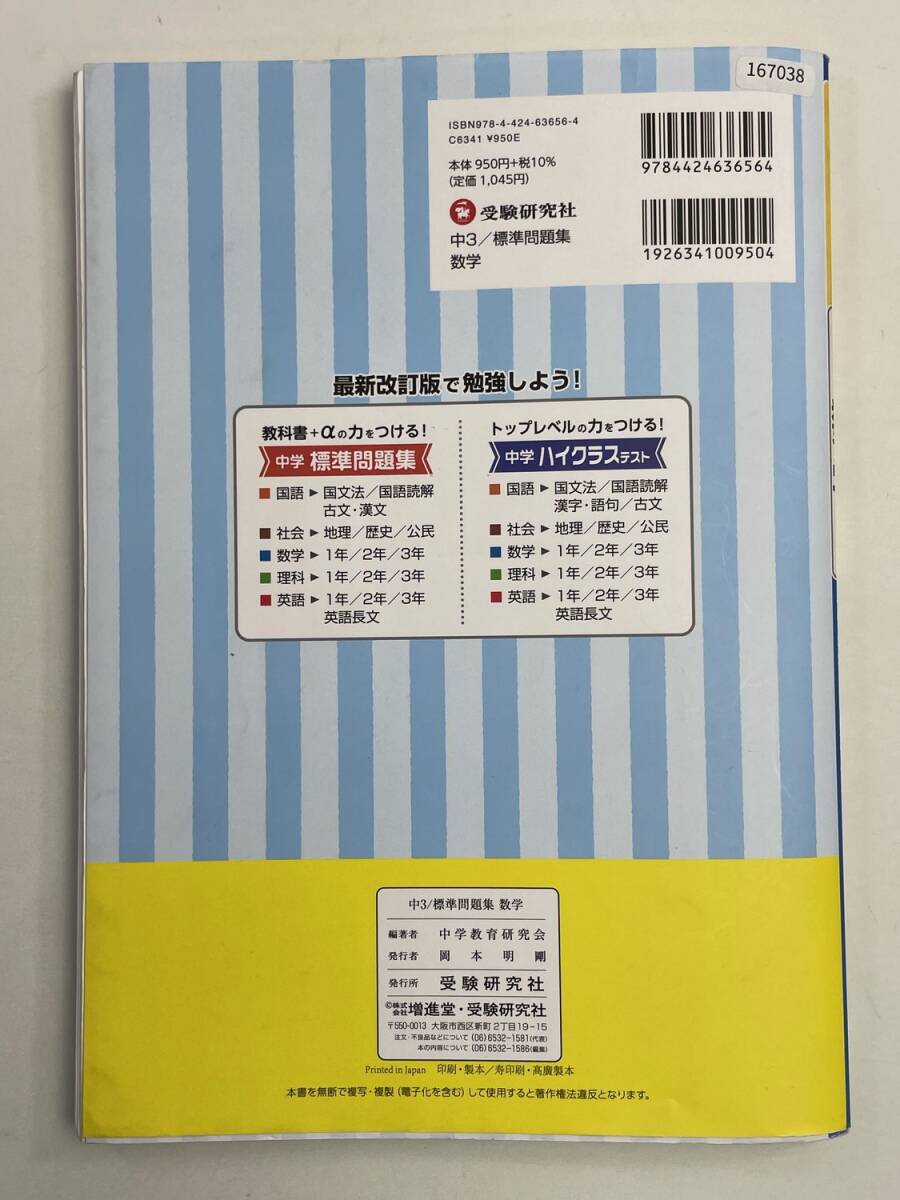 167038
ISBN978-4-424-63656-4
C6341 ¥950E
本体 950円+税10%
(定価 1,045円)
受験研究社
中3/標準問題集
数学
9784424636564
1926341009504
最新改訂版で勉強しよう!
教科書+αの力をつける!
中学 標準問題集
国語 ▶ 国文法/国語読解
古文・漢文
社会 ▶ 地理/歴史/公民
数学 ▶ 1年/2年/3年
理科 ▶ 1年/2年/3年
英語 ▶ 1年/2年/3年
英語長文
トップレベルの力をつける!
中学 ハイクラステスト
国語 ▶ 国文法/国語読解
漢字・語句/古文
社会 ▶ 地理/歴史/公民
数学 ▶ 1年/2年/3年
理科 ▶ 1年/2年/3年
英語 ▶ 1年/2年/3年
英語長文
中3/標準問題集 数学
編著者 中学教育研究会
発行者 岡本明剛
発行所 受験研究社
©株式会社 増進堂・受験研究社
〒550-0013 大阪市西区新町2丁目19-15
注文・不良品などについて (06)6532-1581(代表)
本の内容について (06)6532-1586(編集)
Printed in Japan 印刷・製本/寿印刷・高廣製本
本書を無断で複写・複製(電子化を含む)して使用すると著作権法違反となります。